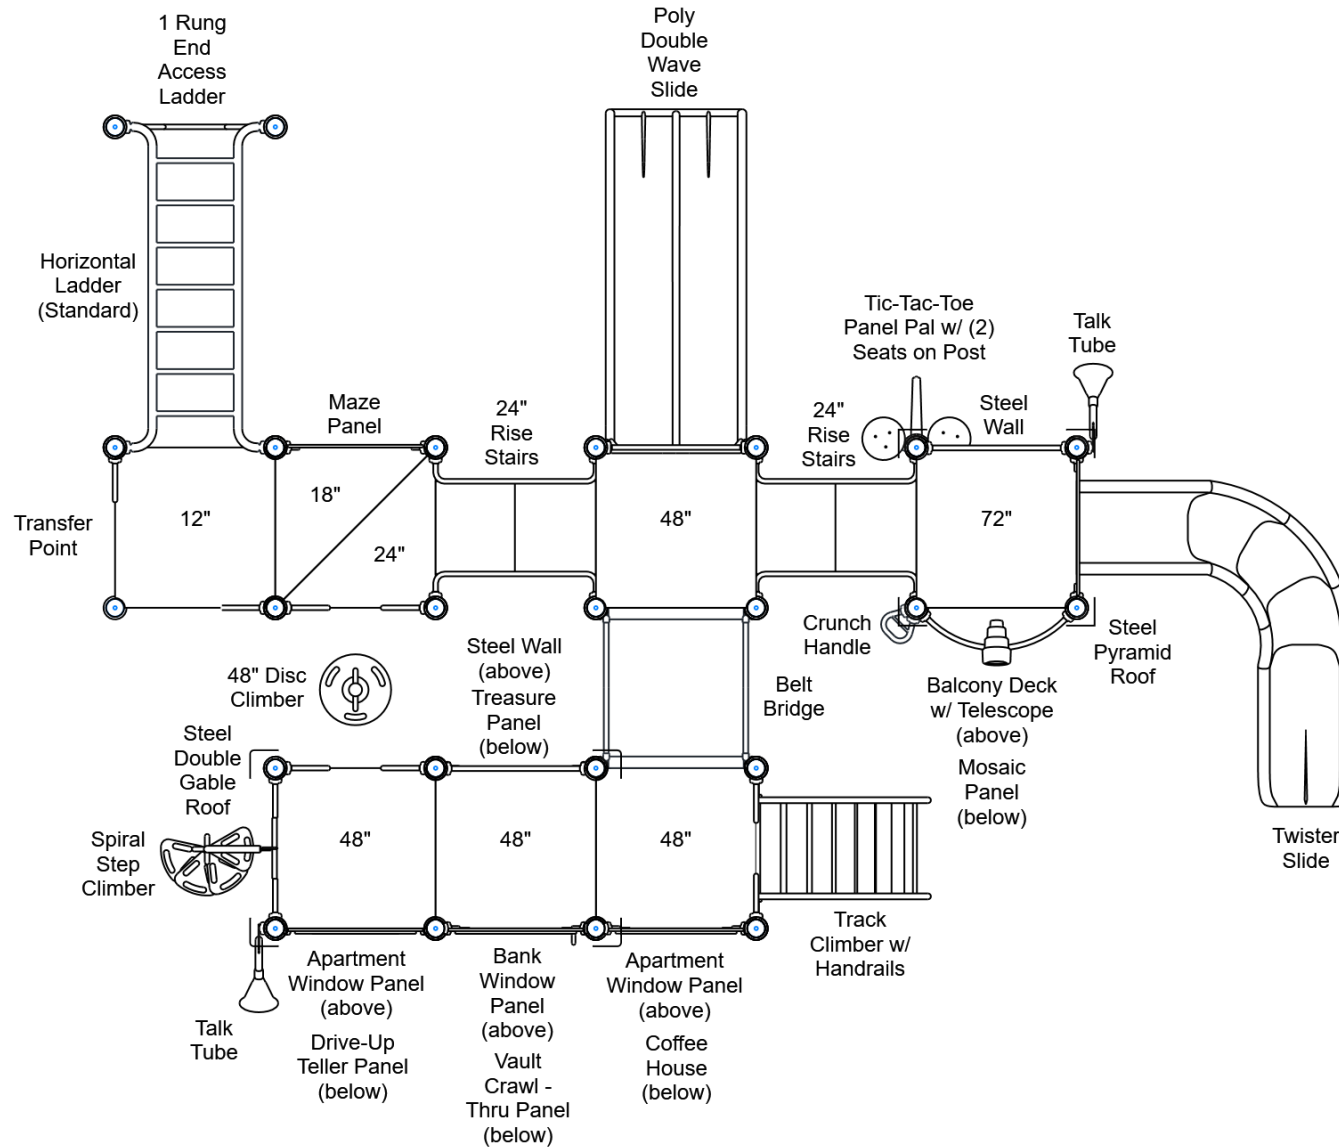 1 Rung
End
Access
Ladder
Poly
Double
Wave
Slide
Horizontal
Ladder
(Standard)
Maze
Panel
24"
Rise
Stairs
Tic-Tac-Toe
Panel Pal w/ (2)
Seats on Post
24"
Rise
Stairs
Steel
Wall
Talk
Tube
Transfer
Point
12"
18"
24"
48"
72"
48" Disc
Climber
Steel Wall
(above)
Treasure
Panel
(below)
Belt
Bridge
Crunch
Handle
Balcony Deck
w/ Telescope
(above)
Mosaic
Panel
(below)
Steel
Pyramid
Roof
Steel
Double
Gable
Roof
Spiral
Step
Climber
48"
48"
48"
Twister
Slide
Track
Climber w/
Handrails
Talk
Tube
Apartment
Window Panel
(above)
Drive-Up
Teller Panel
(below)
Bank
Window
Panel
(above)
Vault
Crawl -
Thru Panel
(below)
Apartment
Window Panel
(above)
Coffee
House
(below)